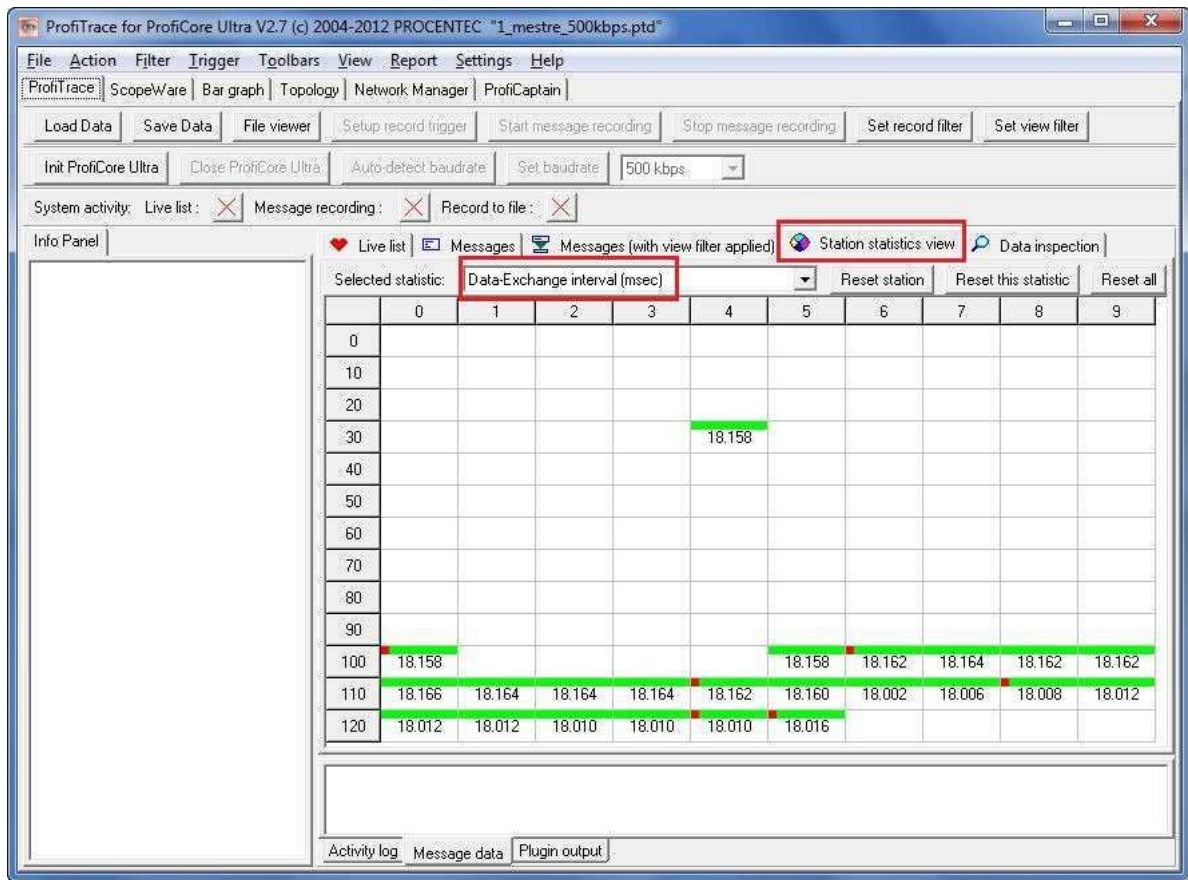 ProfiTrace for ProfiCore Ultra V2.7 (c) 2004-2012 PROCENTEC "1_mestre_500kbps.ptd"
File Action Filter Trigger Toolbars View Report Settings Help
ProfiTrace ScopeWare Bar graph Topology Network Manager ProfiCaptain
Load Data Save Data File viewer Setup record trigger Start message recording Stop message recording Set record filter Set view filter
Init ProfiCore Ultra Close ProfiCore Ultra Auto-detect baudrate Set baudrate 500 kbps
System activity: Live list : Message recording : Record to file :
Info Panel
Live list Messages Messages (with view filter applied) Station statistics view Data inspection
Selected statistic: Data-Exchange interval (msec) Reset station Reset this statistic Reset all
0 1 2 3 4 5 6 7 8 9
0
10
20
30 18.158
40
50
60
70
80
90
100 18.158 18.158 18.162 18.164 18.162 18.162
110 18.166 18.164 18.164 18.164 18.162 18.160 18.002 18.006 18.008 18.012
120 18.012 18.012 18.010 18.010 18.010 18.016
Activity log Message data Plugin output